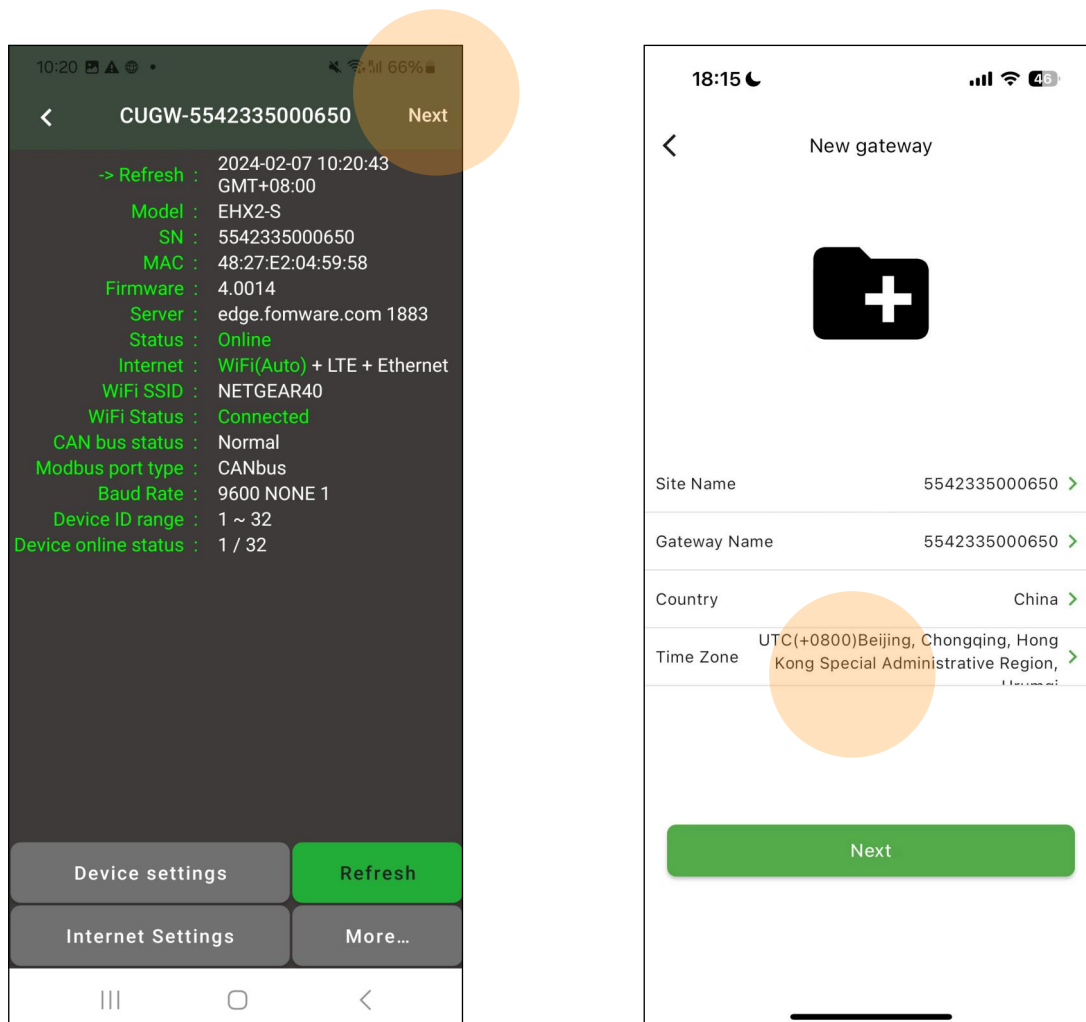 10:20 66%
CUGW-5542335000650 Next
-> Refresh : 2024-02-07 10:20:43
GMT+08:00
Model : EHX2-S
SN : 5542335000650
MAC : 48:27:E2:04:59:58
Firmware : 4.0014
Server : edge.fomware.com 1883
Status : Online
Internet : WiFi(Auto) + LTE + Ethernet
WiFi SSID : NETGEAR40
WiFi Status : Connected
CAN bus status : Normal
Modbus port type : CANbus
Baud Rate : 9600 NONE 1
Device ID range : 1 ~ 32
Device online status : 1 / 32
Device settings Refresh
Internet Settings More...
18:15 46
New gateway
Site Name 5542335000650
Gateway Name 5542335000650
Country China
Time Zone UTC(+0800)Beijing, Chongqing, Hong
Kong Special Administrative Region,
Urumqi
Next